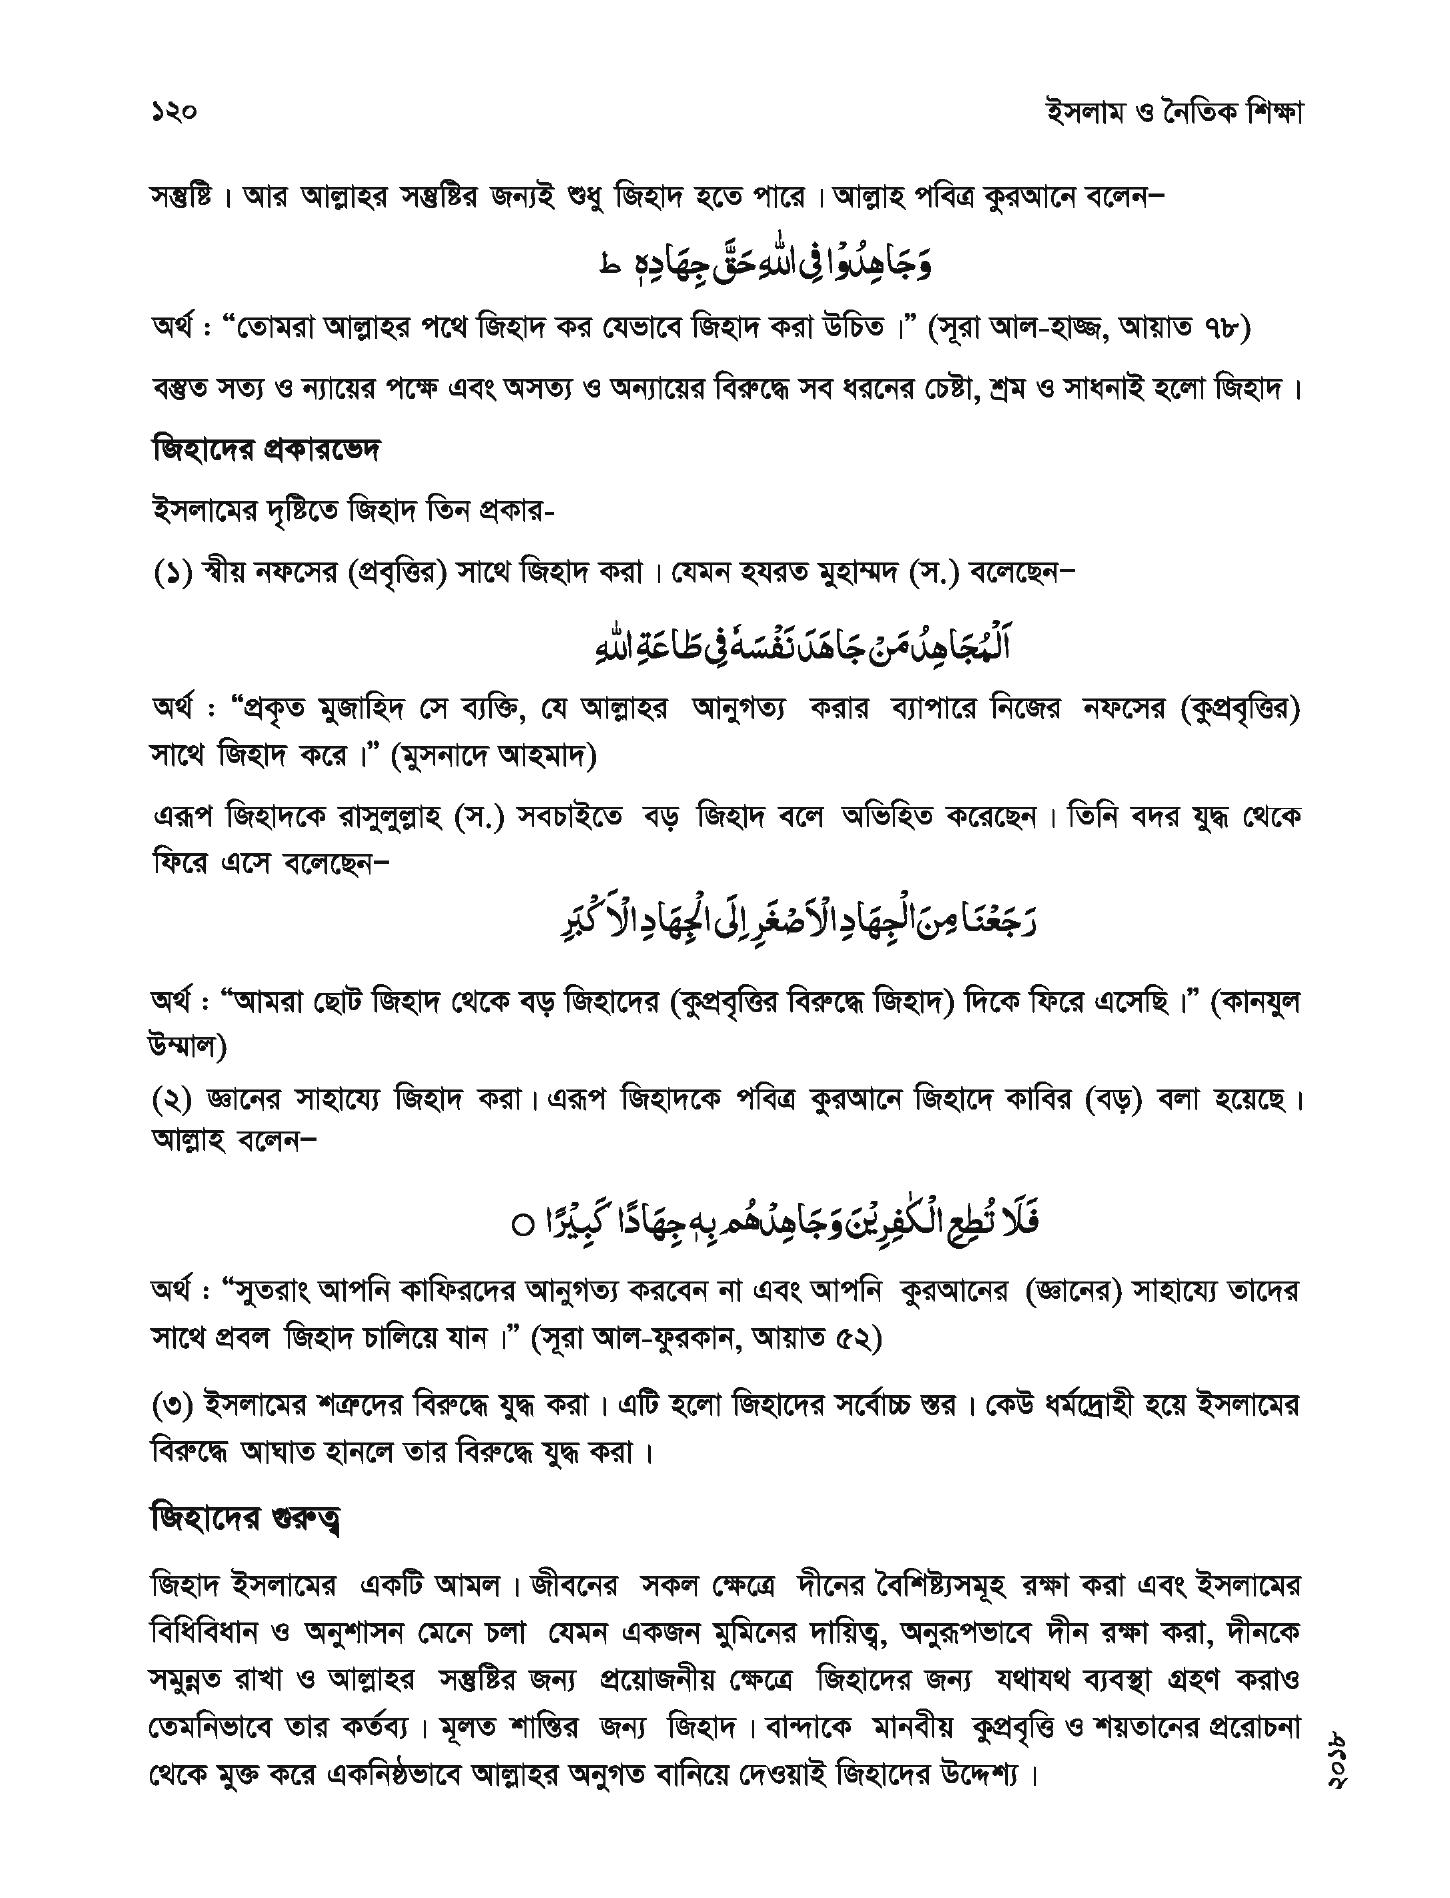 ১২০
ইসলাম ও নৈতিক শিক্ষা
সন্তুষ্টি। আর আল্লাহর সন্তুষ্টির জন্যই শুধু জিহাদ হতে পারে। আল্লাহ পবিত্র কুরআনে বলেন–
وَجَاهِدُوْا فِي اللّٰهِ حَقَّ جِهَادِهٖ ط
অর্থ : “তোমরা আল্লাহর পথে জিহাদ কর যেভাবে জিহাদ করা উচিত।” (সূরা আল-হাজ্জ, আয়াত ৭৮)
বস্তুত সত্য ও ন্যায়ের পক্ষে এবং অসত্য ও অন্যায়ের বিরুদ্ধে সব ধরনের চেষ্টা, শ্রম ও সাধনাই হলো জিহাদ।
জিহাদের প্রকারভেদ
ইসলামের দৃষ্টিতে জিহাদ তিন প্রকার-
(১) স্বীয় নফসের (প্রবৃত্তির) সাথে জিহাদ করা। যেমন হযরত মুহাম্মদ (স.) বলেছেন–
اَلْمُجَاهِدُ مَنْ جَاهَدَ نَفْسَهٗ فِي طَاعَةِ اللّٰهِ
অর্থ : “প্রকৃত মুজাহিদ সে ব্যক্তি, যে আল্লাহর আনুগত্য করার ব্যাপারে নিজের নফসের (কুপ্রবৃত্তির)
সাথে জিহাদ করে।” (মুসনাদে আহমাদ)
এরূপ জিহাদকে রাসুলুল্লাহ (স.) সবচাইতে বড় জিহাদ বলে অভিহিত করেছেন। তিনি বদর যুদ্ধ থেকে
ফিরে এসে বলেছেন–
رَجَعْنَا مِنَ الْجِهَادِ الْاَصْغَرِ اِلَى الْجِهَادِ الْاَكْبَرِ
অর্থ : “আমরা ছোট জিহাদ থেকে বড় জিহাদের (কুপ্রবৃত্তির বিরুদ্ধে জিহাদ) দিকে ফিরে এসেছি।” (কানযুল
উম্মাল)
(২) জ্ঞানের সাহায্যে জিহাদ করা। এরূপ জিহাদকে পবিত্র কুরআনে জিহাদে কাবির (বড়) বলা হয়েছে।
আল্লাহ বলেন–
فَلَا تُطِعِ الْكٰفِرِيْنَ وَجَاهِدْهُمْ بِهٖ جِهَادًا كَبِيْرًا ○
অর্থ : “সুতরাং আপনি কাফিরদের আনুগত্য করবেন না এবং আপনি কুরআনের (জ্ঞানের) সাহায্যে তাদের
সাথে প্রবল জিহাদ চালিয়ে যান।” (সূরা আল-ফুরকান, আয়াত ৫২)
(৩) ইসলামের শত্রুদের বিরুদ্ধে যুদ্ধ করা। এটি হলো জিহাদের সর্বোচ্চ স্তর। কেউ ধর্মদ্রোহী হয়ে ইসলামের
বিরুদ্ধে আঘাত হানলে তার বিরুদ্ধে যুদ্ধ করা।
জিহাদের গুরুত্ব
জিহাদ ইসলামের একটি আমল। জীবনের সকল ক্ষেত্রে দীনের বৈশিষ্ট্যসমূহ রক্ষা করা এবং ইসলামের
বিধিবিধান ও অনুশাসন মেনে চলা যেমন একজন মুমিনের দায়িত্ব, অনুরূপভাবে দীন রক্ষা করা, দীনকে
সমুন্নত রাখা ও আল্লাহর সন্তুষ্টির জন্য প্রয়োজনীয় ক্ষেত্রে জিহাদের জন্য যথাযথ ব্যবস্থা গ্রহণ করাও
তেমনিভাবে তার কর্তব্য। মূলত শান্তির জন্য জিহাদ। বান্দাকে মানবীয় কুপ্রবৃত্তি ও শয়তানের প্ররোচনা
থেকে মুক্ত করে একনিষ্ঠভাবে আল্লাহর অনুগত বানিয়ে দেওয়াই জিহাদের উদ্দেশ্য।
২০১৮